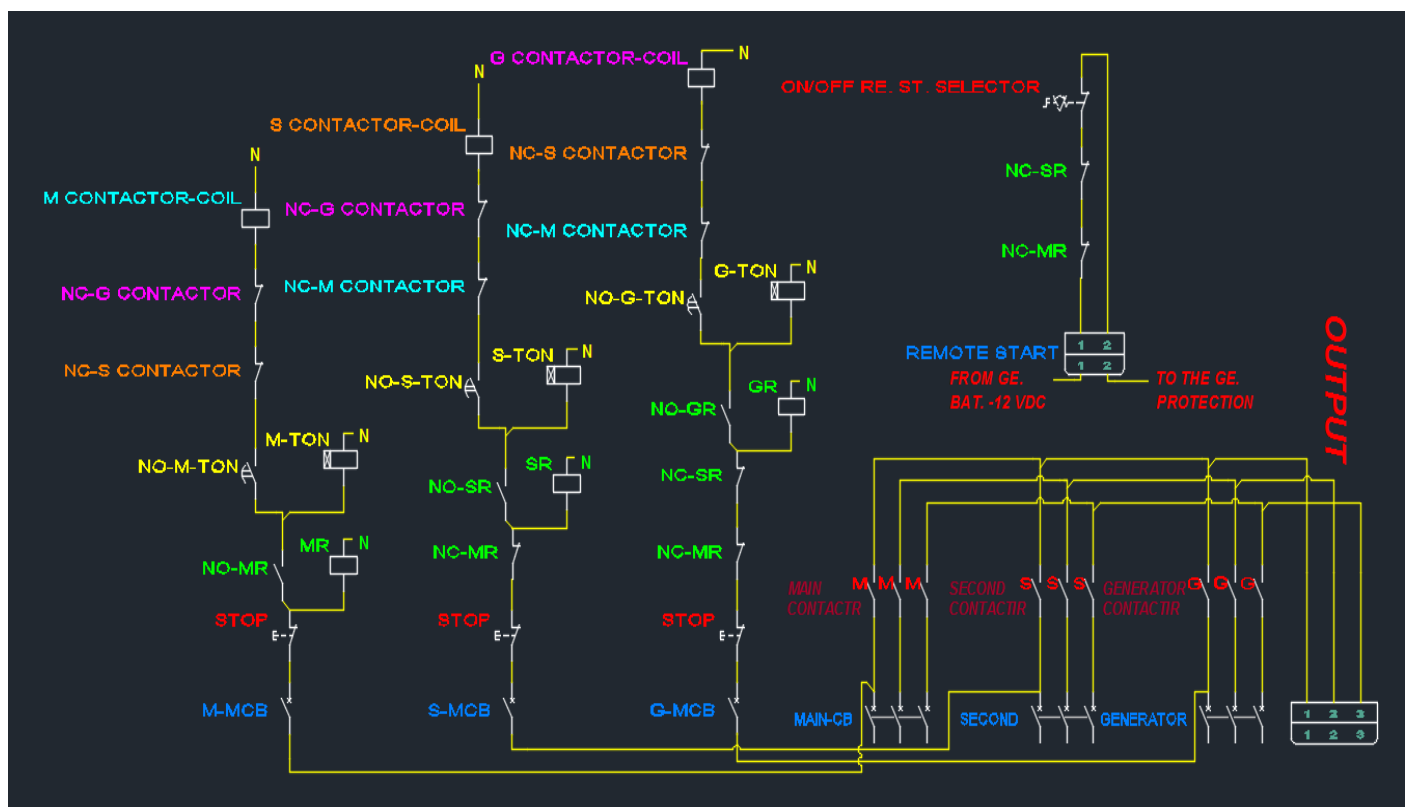 G CONTACTOR-COIL
N
N
S CONTACTOR-COIL
N
M CONTACTOR-COIL
NC-G CONTACTOR
NC-S CONTACTOR
NO-M-TON
M-TON
N
NO-MR
MR
N
STOP
M-MCB
NC-G CONTACTOR
NC-M CONTACTOR
NO-S-TON
S-TON
N
NO-SR
SR
N
NC-MR
STOP
S-MCB
NC-S CONTACTOR
NC-M CONTACTOR
NO-G-TON
G-TON
N
NO-GR
GR
N
NC-SR
NC-MR
STOP
G-MCB
ON/OFF RE. ST. SELECTOR
NC-SR
NC-MR
REMOTE START
1 2
1 2
FROM GE.
BAT. -12 VDC
TO THE GE.
PROTECTION
OUTPUT
MAIN
CONTACTR
M M M
SECOND
CONTACTIR
S S S
GENERATOR
CONTACTIR
G G G
MAIN-CB
SECOND
GENERATOR
1 2 3
1 2 3